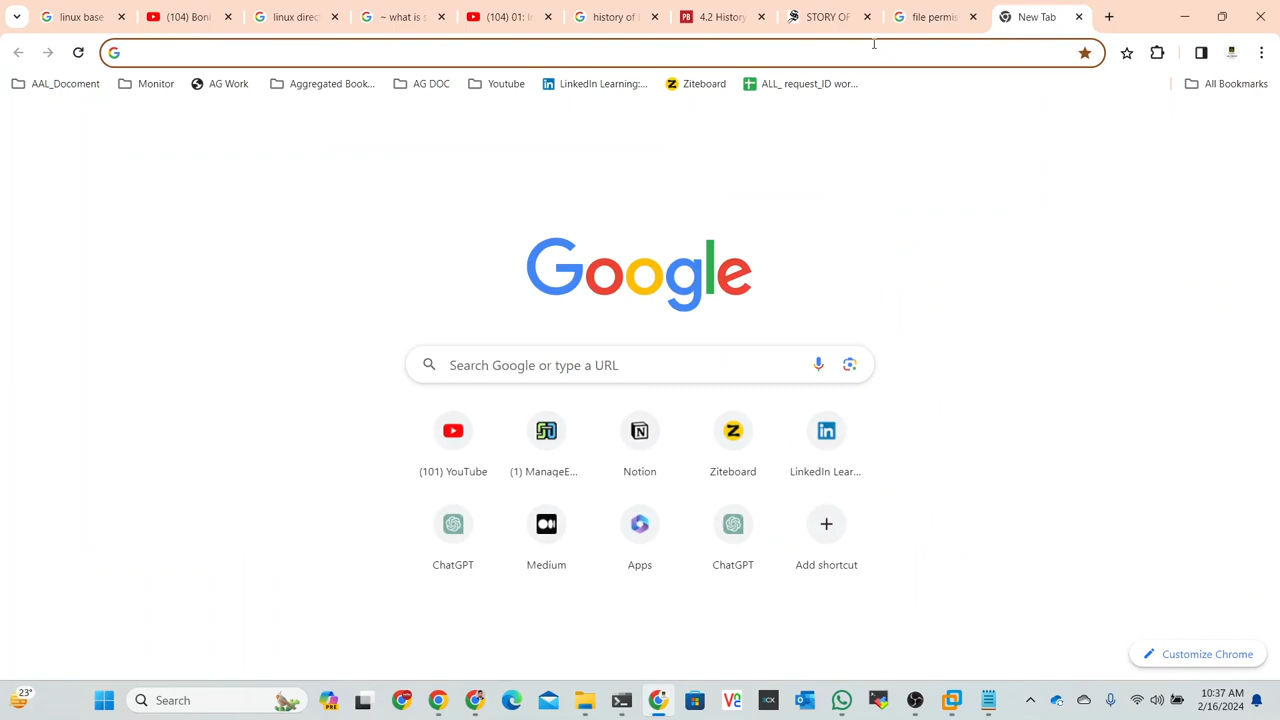 linux base
(104) Boni
linux direc
~ what is s
(104) 01: In
history of l
4.2 History
STORY OF
file permis
New Tab
AAL_Docoment
Monitor
AG Work
Aggregated Book...
AG DOC
Youtube
LinkedIn Learning:...
Ziteboard
ALL_ request_ID wor...
All Bookmarks
Google
Search Google or type a URL
(101) YouTube
(1) ManageE...
Notion
Ziteboard
LinkedIn Lear...
ChatGPT
Medium
Apps
ChatGPT
Add shortcut
Customize Chrome
23°
Search
10:37 AM
2/16/2024